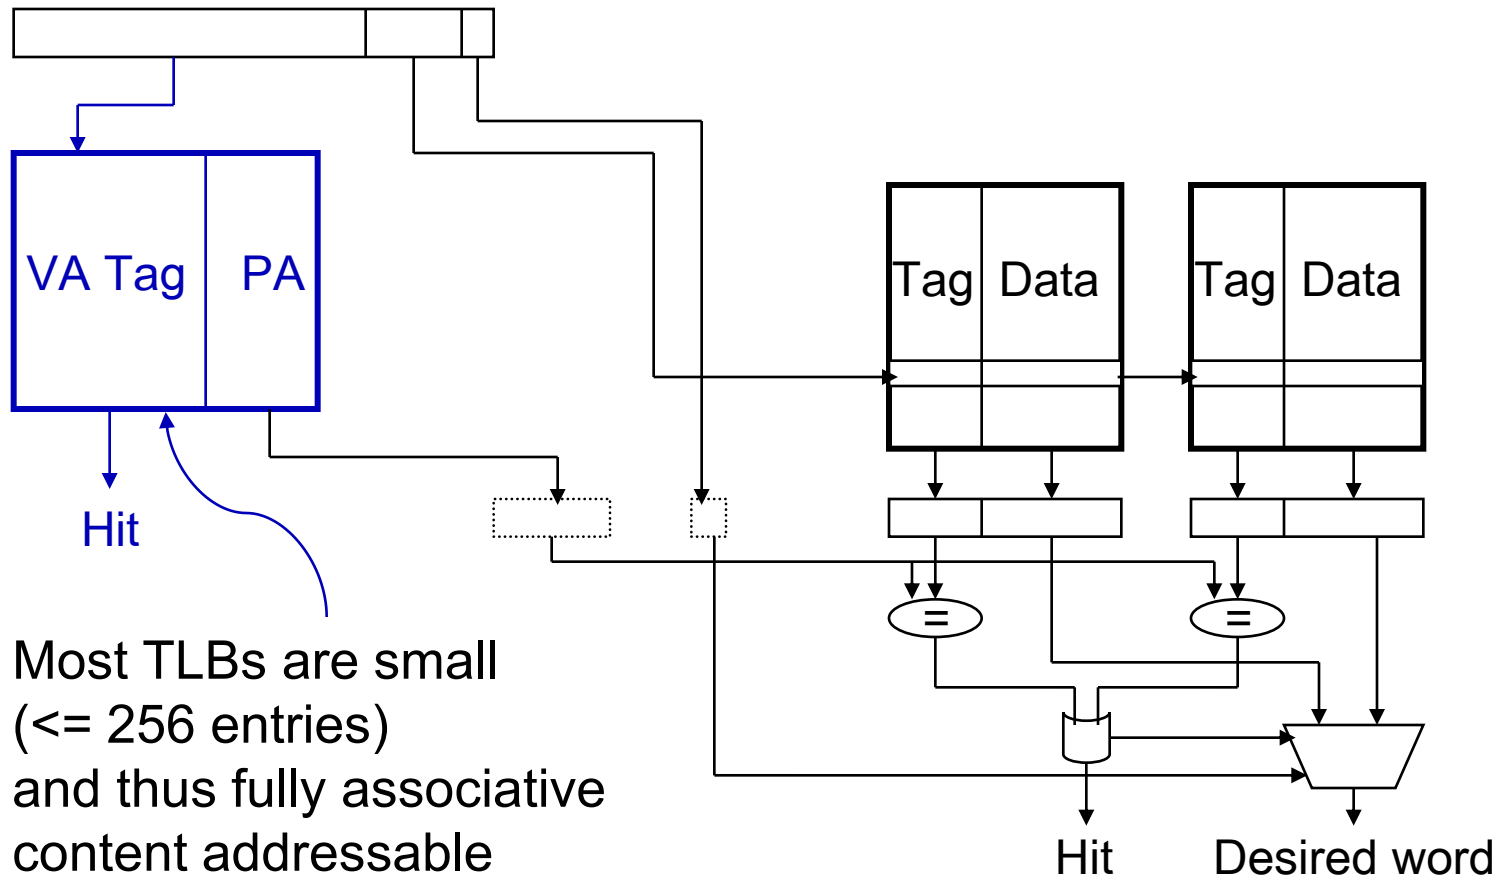 VA Tag PA
Tag Data Tag Data
Hit
= =
Most TLBs are small
(<= 256 entries)
and thus fully associative
content addressable
Hit Desired word